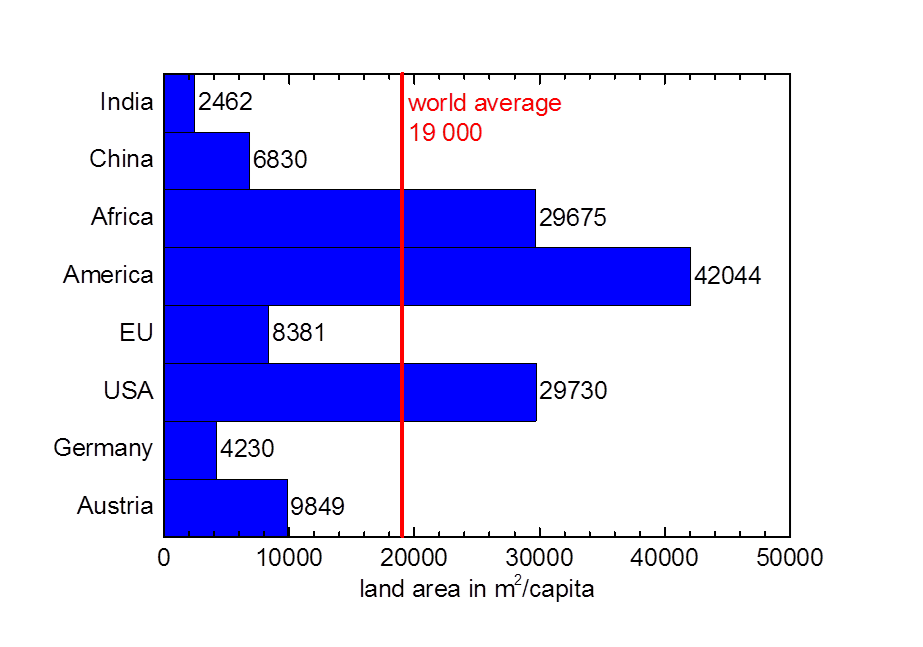 India 2462
world average
19 000
China 6830
Africa 29675
America 42044
EU 8381
USA 29730
Germany 4230
Austria 9849
0 10000 20000 30000 40000 50000
land area in m²/capita